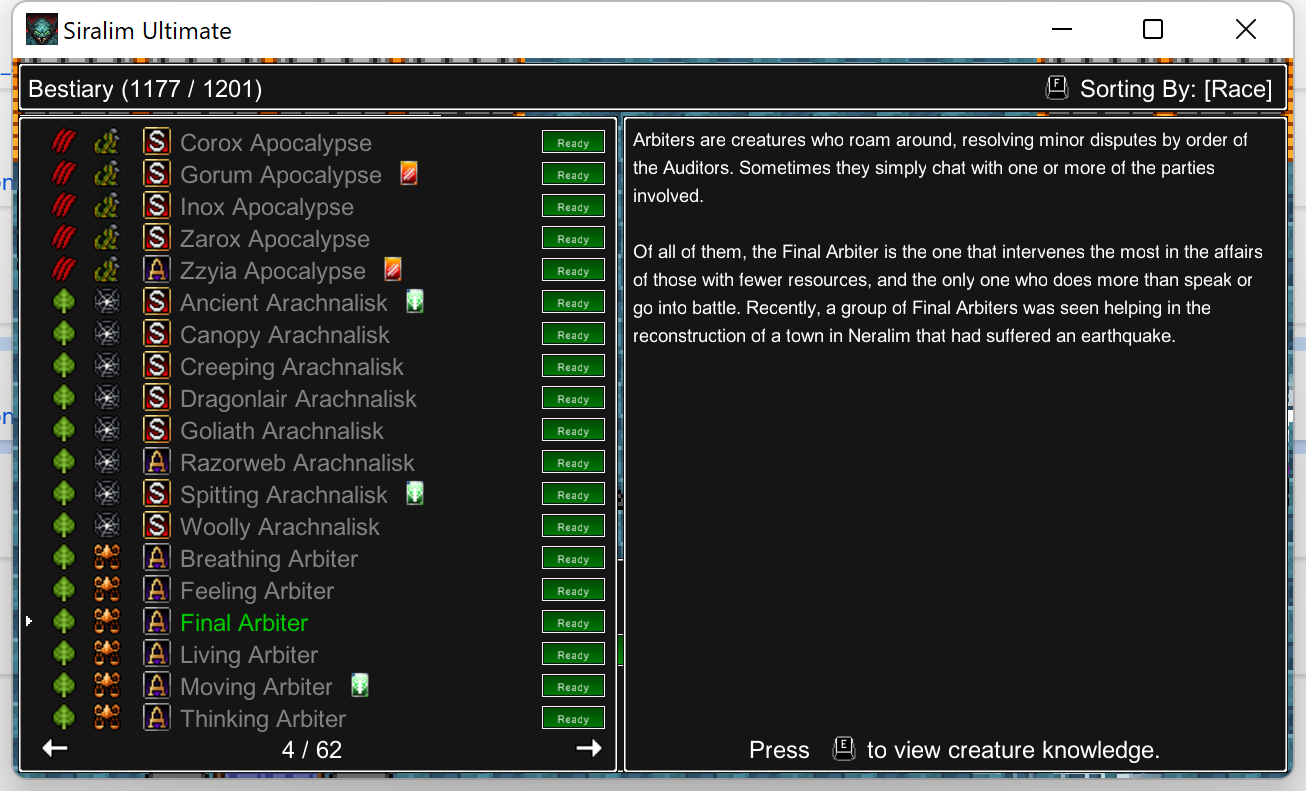 Siralim Ultimate
Bestiary (1177 / 1201)
F Sorting By: [Race]
S Corox Apocalypse Ready
S Gorum Apocalypse Ready
S Inox Apocalypse Ready
S Zarox Apocalypse Ready
A Zzyia Apocalypse Ready
S Ancient Arachnalisk Ready
S Canopy Arachnalisk Ready
S Creeping Arachnalisk Ready
S Dragonlair Arachnalisk Ready
S Goliath Arachnalisk Ready
A Razorweb Arachnalisk Ready
S Spitting Arachnalisk Ready
S Woolly Arachnalisk Ready
A Breathing Arbiter Ready
A Feeling Arbiter Ready
A Final Arbiter Ready
A Living Arbiter Ready
A Moving Arbiter Ready
A Thinking Arbiter Ready
4 / 62
Arbiters are creatures who roam around, resolving minor disputes by order of
the Auditors. Sometimes they simply chat with one or more of the parties
involved.
Of all of them, the Final Arbiter is the one that intervenes the most in the affairs
of those with fewer resources, and the only one who does more than speak or
go into battle. Recently, a group of Final Arbiters was seen helping in the
reconstruction of a town in Neralim that had suffered an earthquake.
Press E to view creature knowledge.